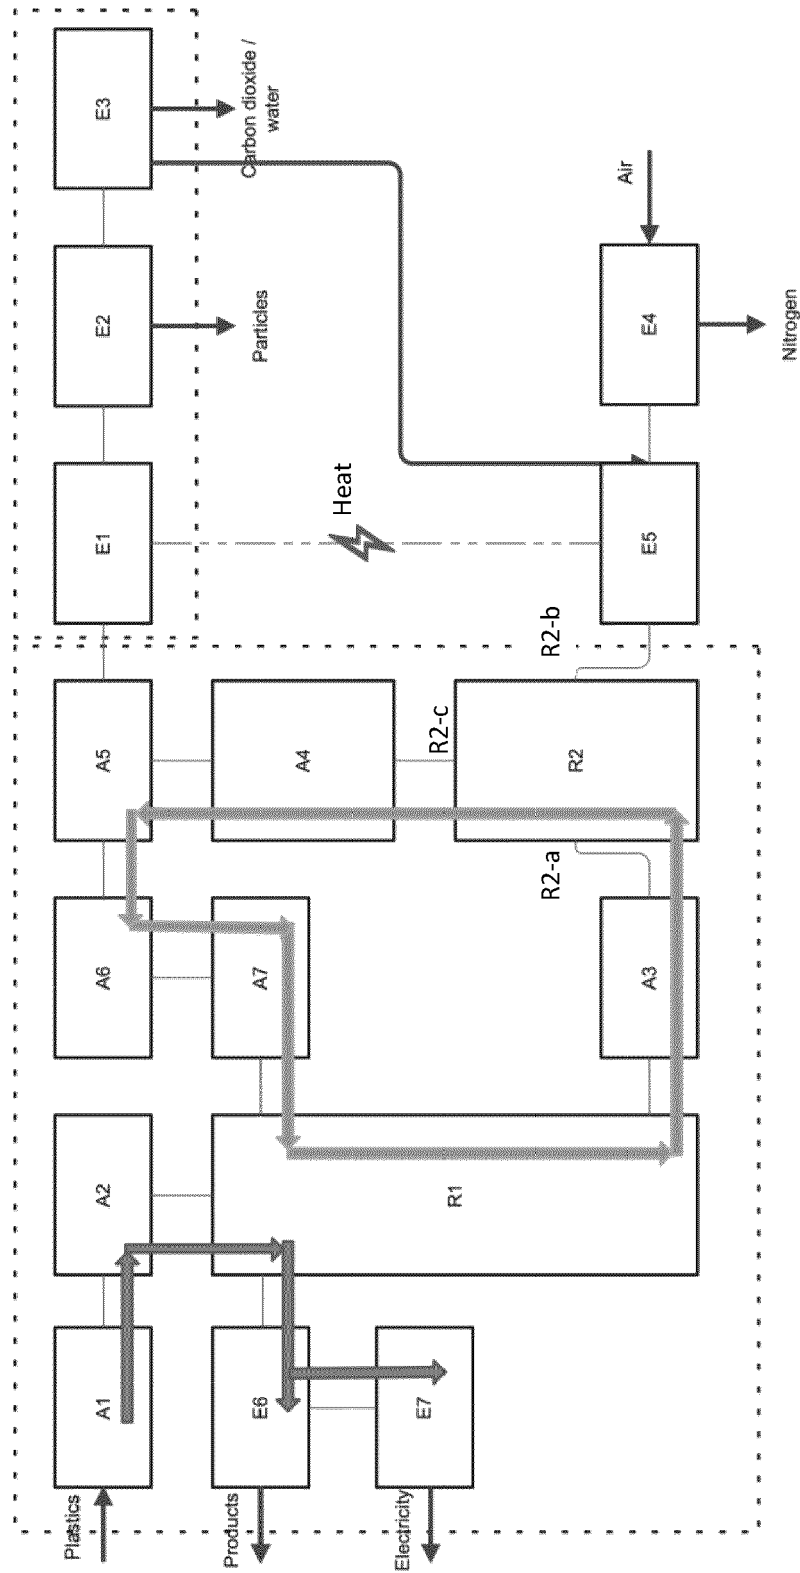 Plastics
A1
A2
A6
A5
E1
E2
E3
Products
E6
A7
A4
Particles
Carbon dioxide /
water
Electricity
E7
R1
R2-c
Heat
R2-a
R2
R2-b
A3
E5
E4
Air
Nitrogen